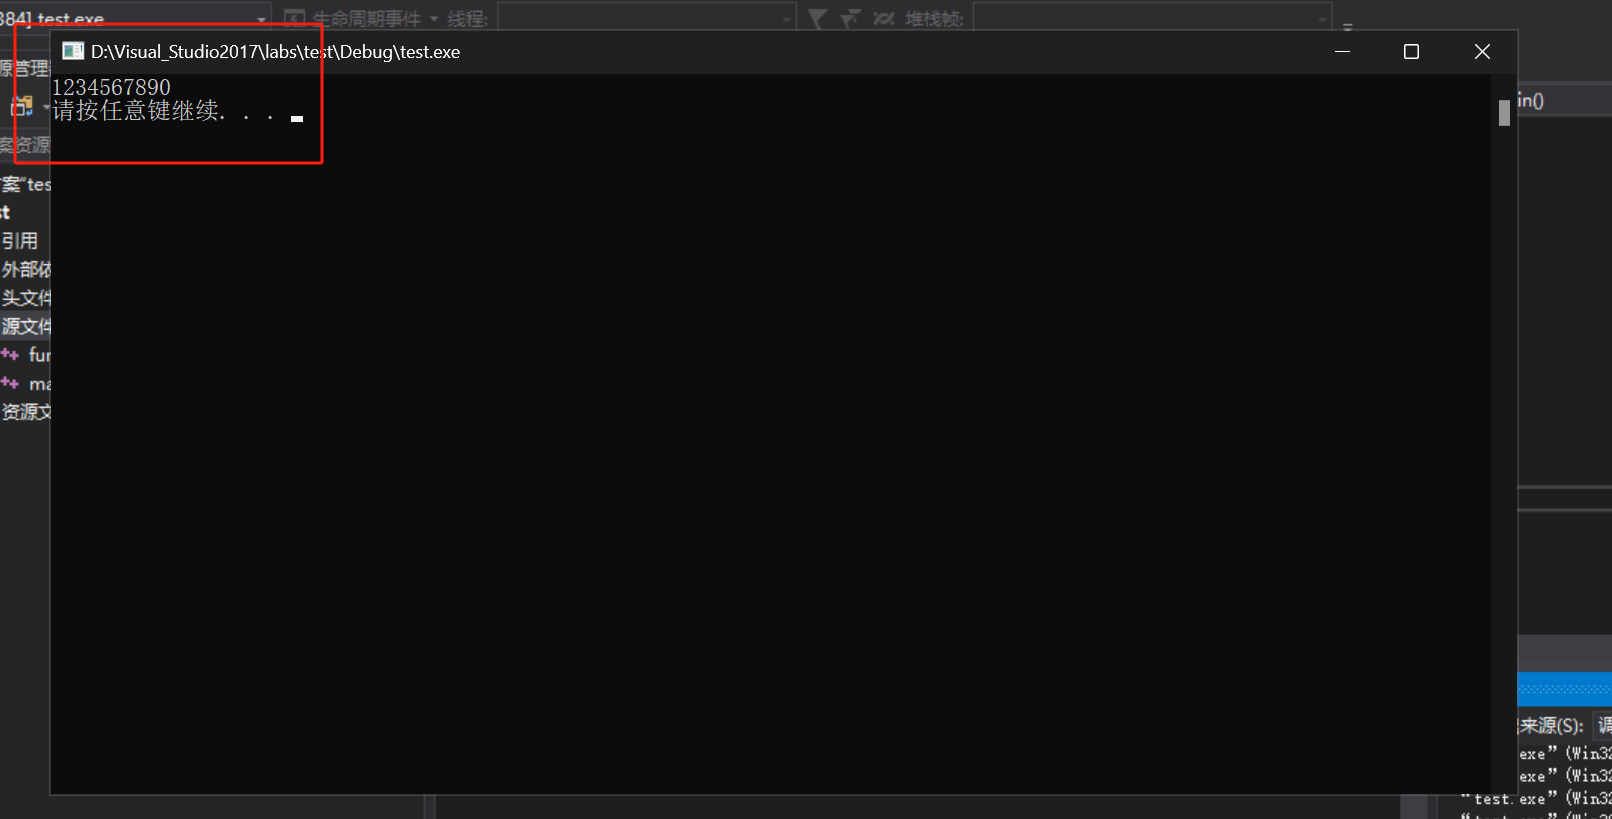 384] test.exe
生命周期事件
线程:
堆栈帧:
D:\Visual_Studio2017\labs\test\Debug\test.exe
源管理
1234567890
in()
请按任意键继续. . .
案资源
案"tes
st
引用
外部依
头文件
源文件
fur
ma
资源文
来源(S): 调
exe” (Win32
exe” (Win32
“test.exe” (Win32